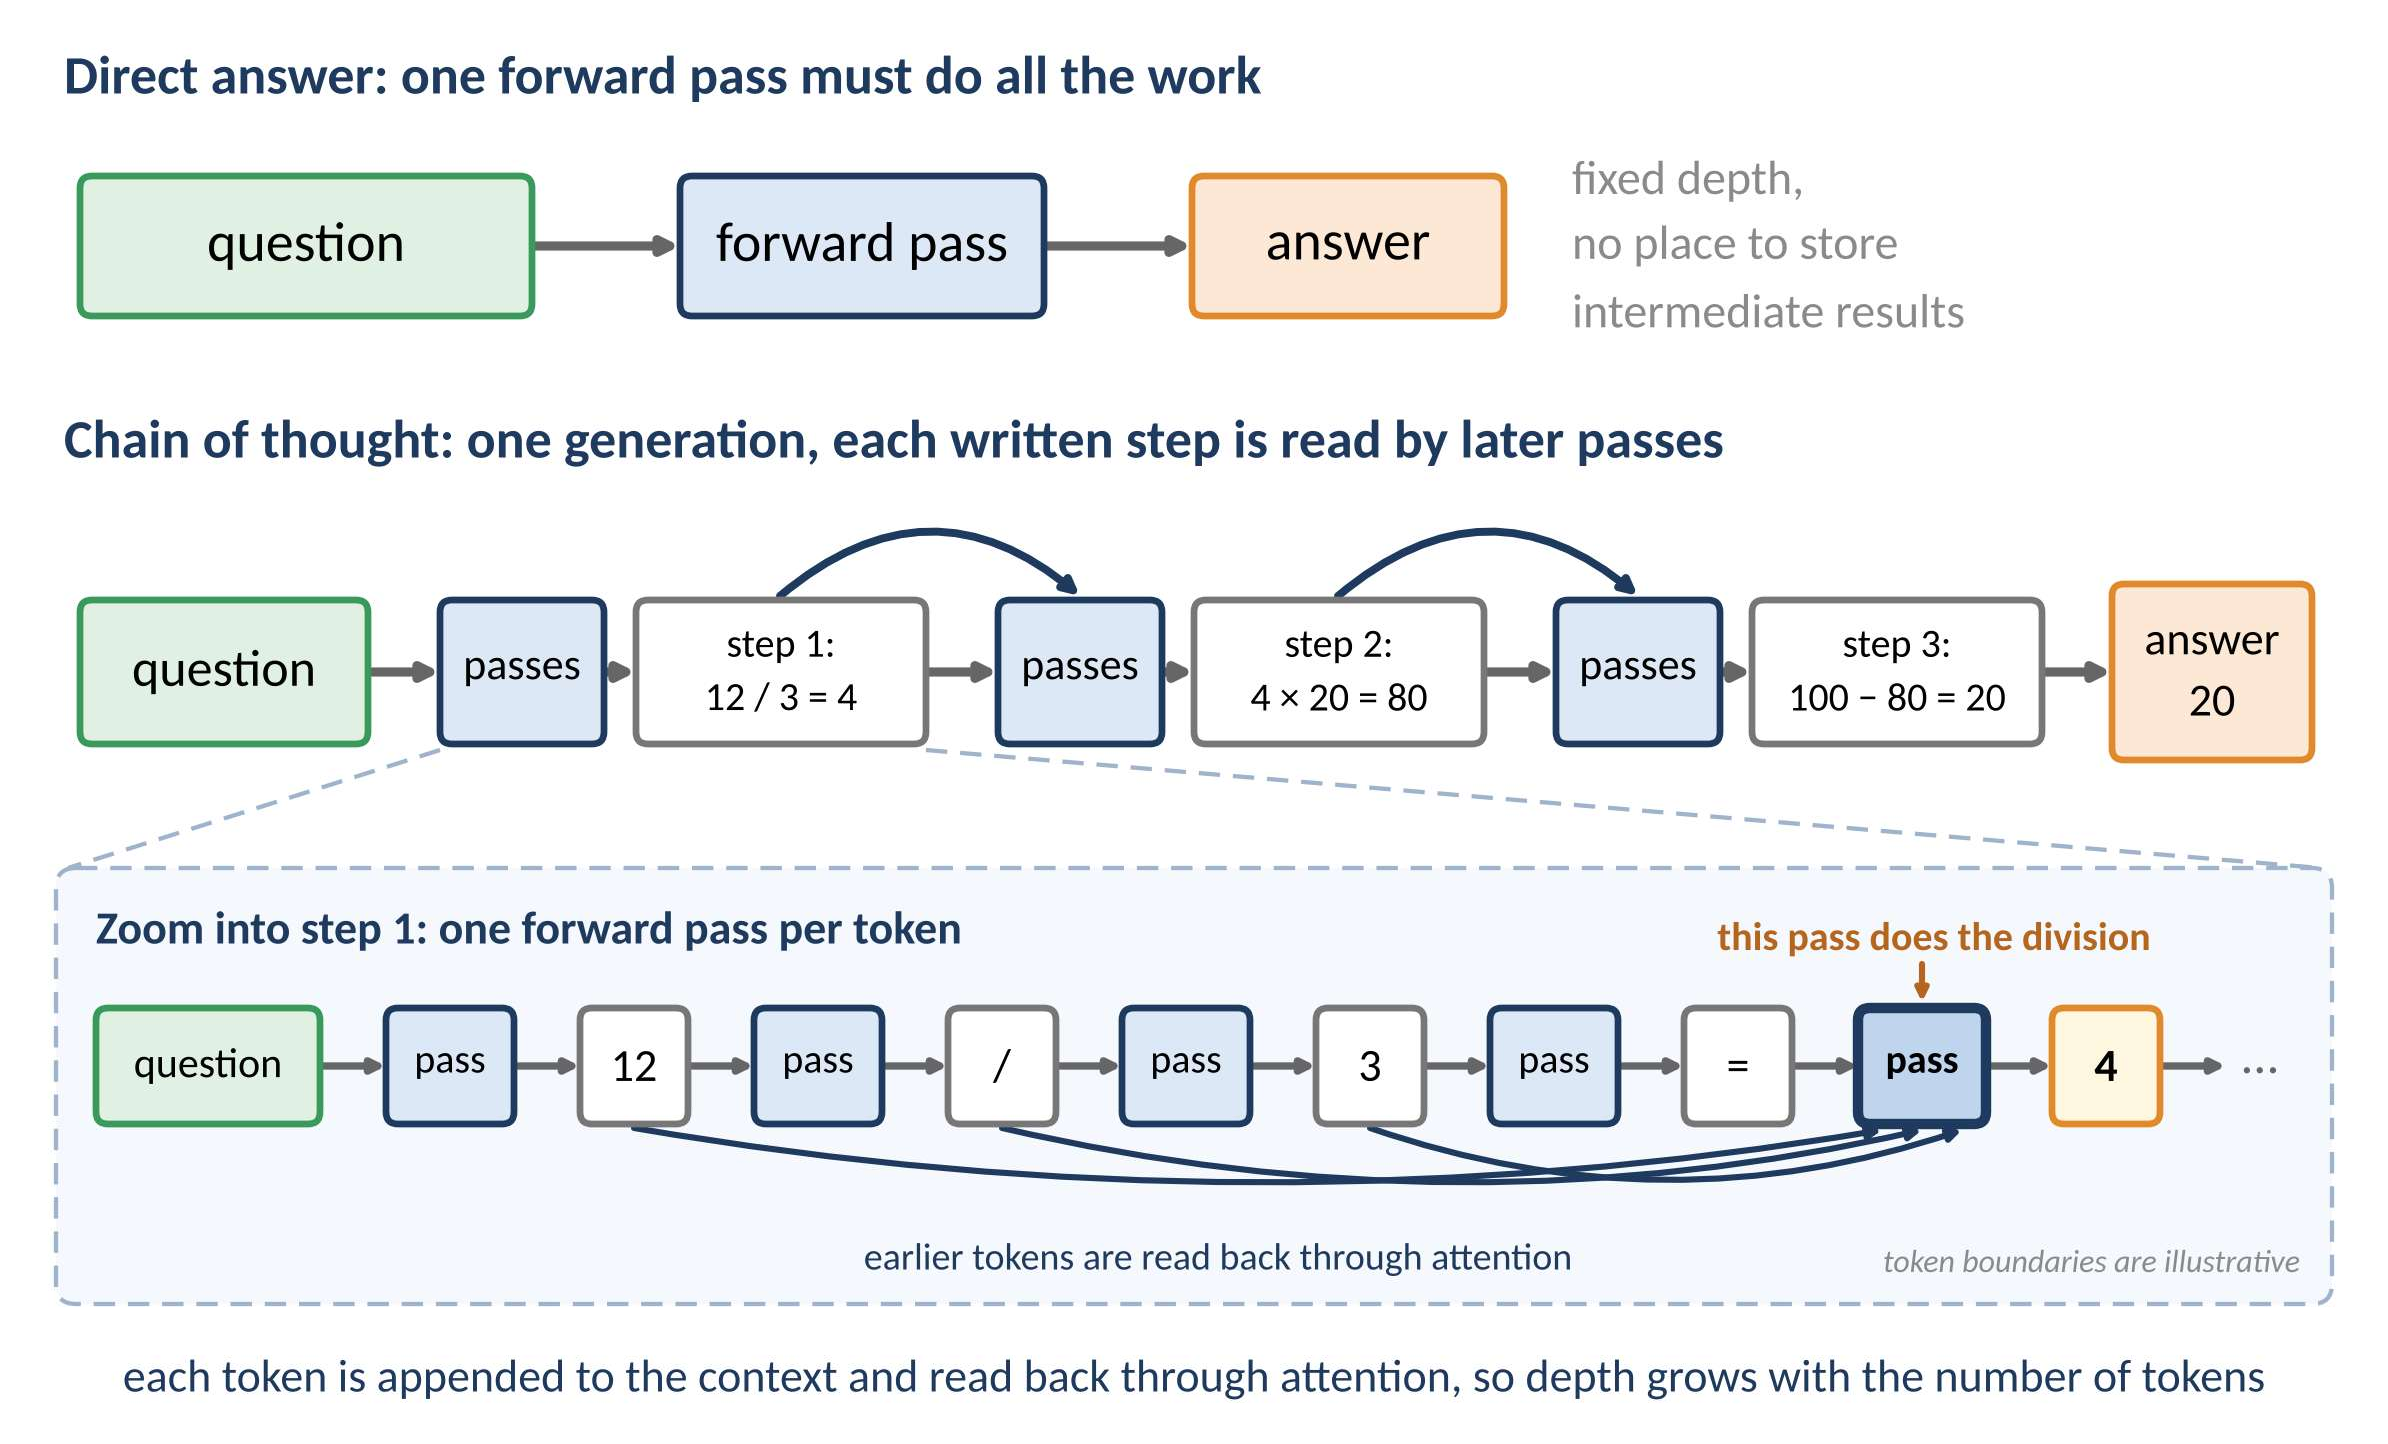 Direct answer: one forward pass must do all the work
question
forward pass
answer
fixed depth,
no place to store
intermediate results
Chain of thought: one generation, each written step is read by later passes
question
passes
step 1:
12 / 3 = 4
passes
step 2:
4 × 20 = 80
passes
step 3:
100 − 80 = 20
answer
20
Zoom into step 1: one forward pass per token
this pass does the division
question
pass
12
pass
/
pass
3
pass
=
pass
4
...
earlier tokens are read back through attention
token boundaries are illustrative
each token is appended to the context and read back through attention, so depth grows with the number of tokens